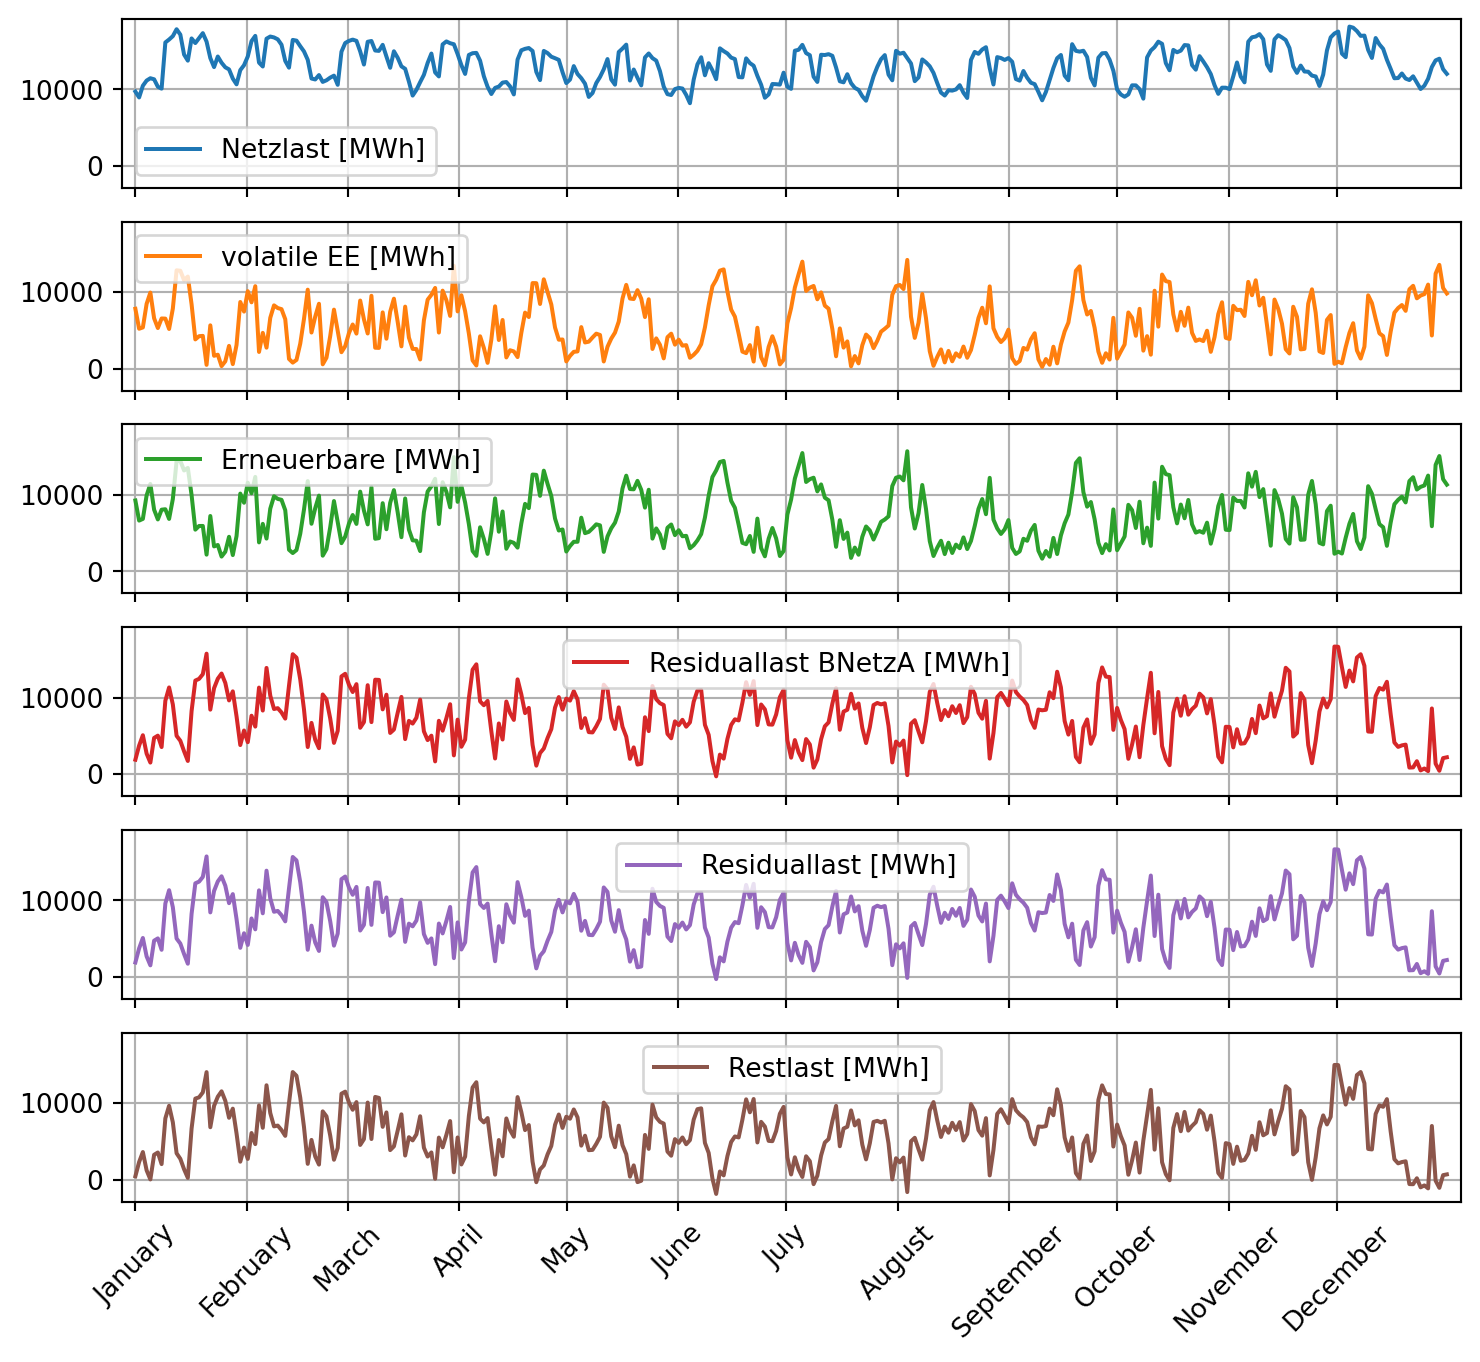 10000
0
Netzlast [MWh]
10000
0
volatile EE [MWh]
10000
0
Erneuerbare [MWh]
10000
0
Residuallast BNetzA [MWh]
10000
0
Residuallast [MWh]
10000
0
Restlast [MWh]
January
February
March
April
May
June
July
August
September
October
November
December